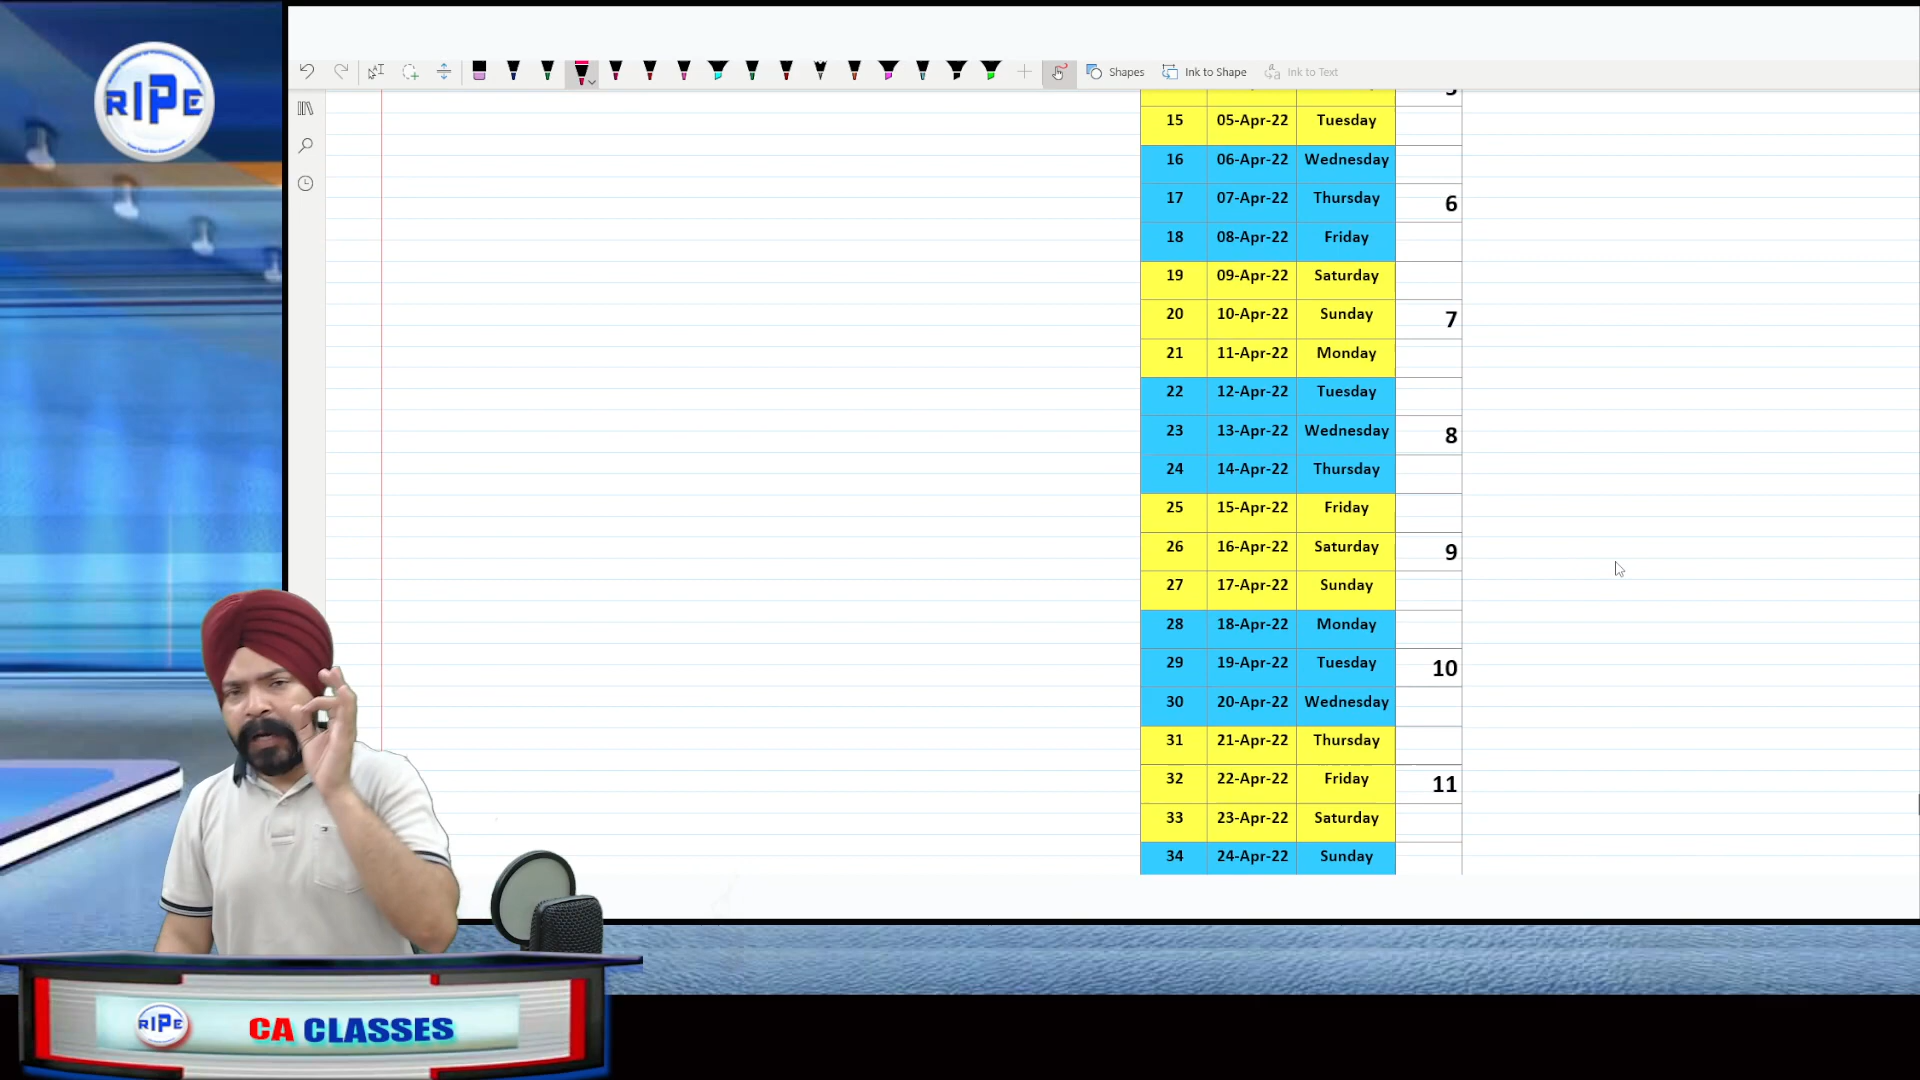 RIPE
Shapes
Ink to Shape
Ink to Text
15 05-Apr-22 Tuesday
16 06-Apr-22 Wednesday
17 07-Apr-22 Thursday 6
18 08-Apr-22 Friday
19 09-Apr-22 Saturday
20 10-Apr-22 Sunday 7
21 11-Apr-22 Monday
22 12-Apr-22 Tuesday
23 13-Apr-22 Wednesday 8
24 14-Apr-22 Thursday
25 15-Apr-22 Friday
26 16-Apr-22 Saturday 9
27 17-Apr-22 Sunday
28 18-Apr-22 Monday
29 19-Apr-22 Tuesday 10
30 20-Apr-22 Wednesday
31 21-Apr-22 Thursday
32 22-Apr-22 Friday 11
33 23-Apr-22 Saturday
34 24-Apr-22 Sunday
RIPE CA CLASSES